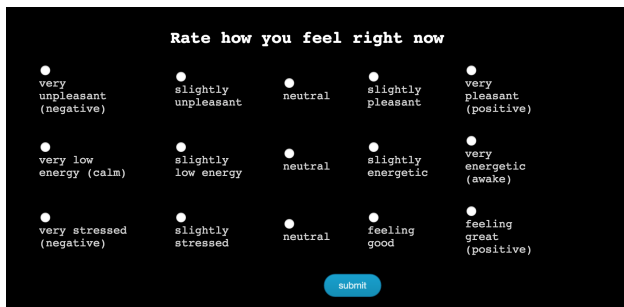 Rate how you feel right now
very
unpleasant
(negative)
slightly
unpleasant
neutral
slightly
pleasant
very
pleasant
(positive)
very low
energy (calm)
slightly
low energy
neutral
slightly
energetic
very
energetic
(awake)
very stressed
(negative)
slightly
stressed
neutral
feeling
good
feeling
great
(positive)
submit